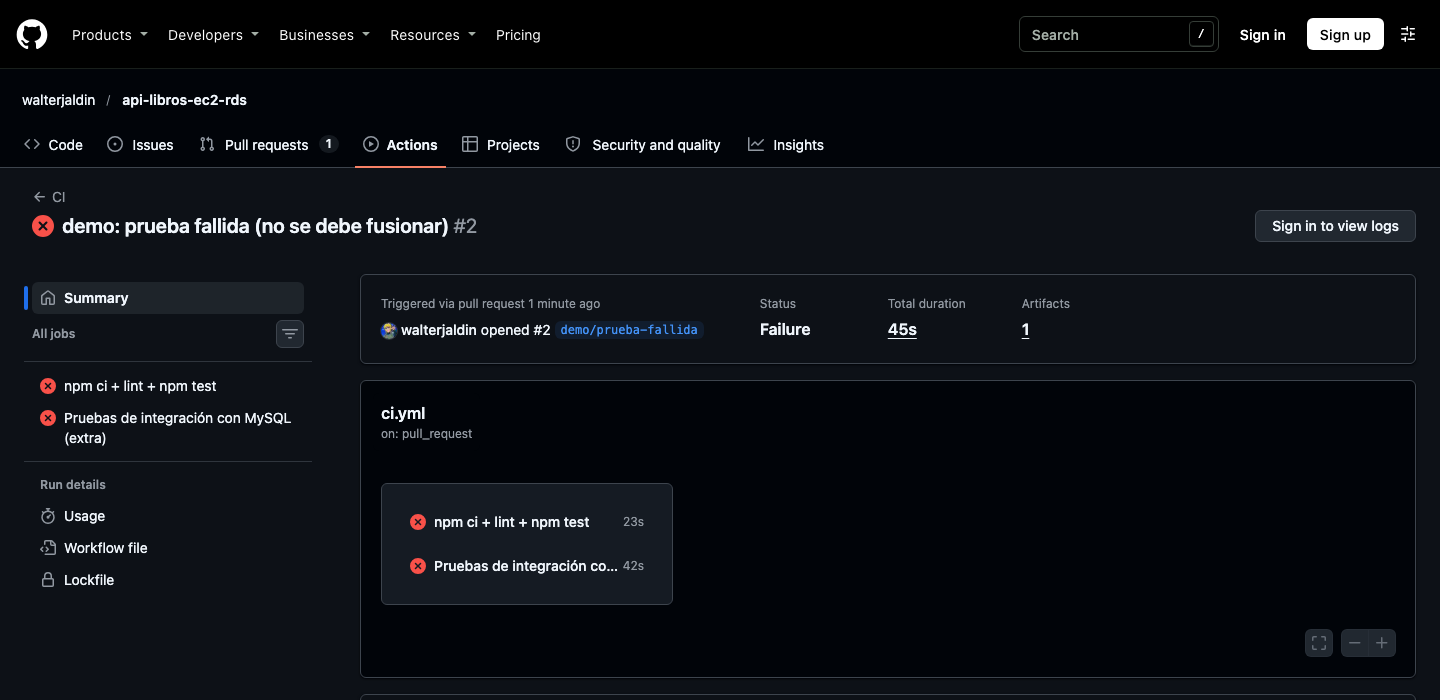 Products Developers Businesses Resources Pricing Search / Sign in Sign up
walterjaldin / api-libros-ec2-rds
Code Issues Pull requests 1 Actions Projects Security and quality Insights
← CI
demo: prueba fallida (no se debe fusionar) #2
Sign in to view logs
Summary
All jobs
npm ci + lint + npm test
Pruebas de integración con MySQL
(extra)
Run details
Usage
Workflow file
Lockfile
Triggered via pull request 1 minute ago
walterjaldin opened #2 demo/prueba-fallida
Status
Failure
Total duration
45s
Artifacts
1
ci.yml
on: pull_request
npm ci + lint + npm test 23s
Pruebas de integración co... 42s